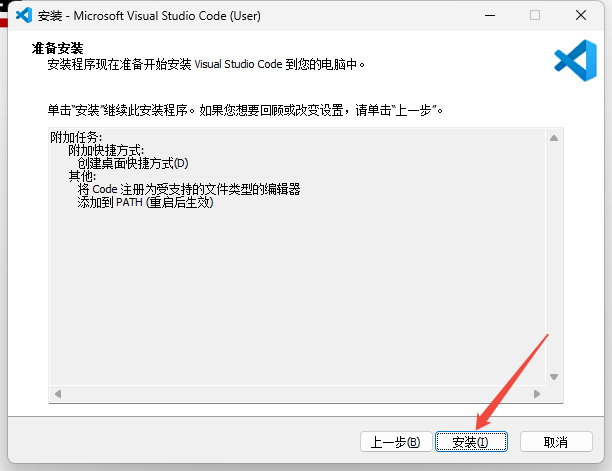 安装 - Microsoft Visual Studio Code (User)
准备安装
安装程序现在准备开始安装 Visual Studio Code 到您的电脑中。
单击“安装”继续此安装程序。如果您想要回顾或改变设置，请单击“上一步”。
附加任务:
附加快捷方式:
创建桌面快捷方式(D)
其他:
将 Code 注册为受支持的文件类型的编辑器
添加到 PATH (重启后生效)
上一步(B) 安装(I) 取消